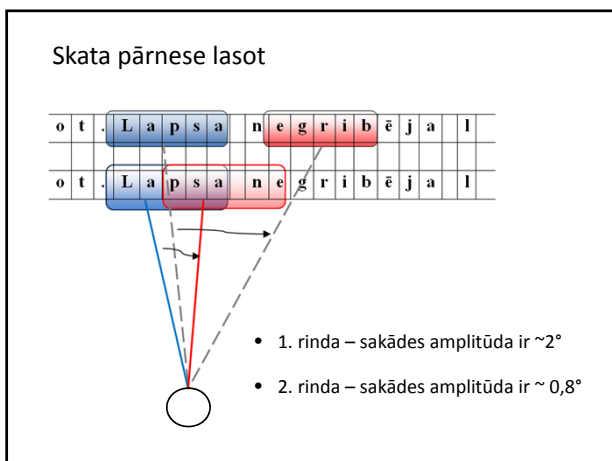 Skata pārnese lasot
o t . L a p s a n e g r i b ē j a l
o t . L a p s a n e g r i b ē j a l
• 1. rinda – sakādes amplitūda ir ~2°
• 2. rinda – sakādes amplitūda ir ~ 0,8°